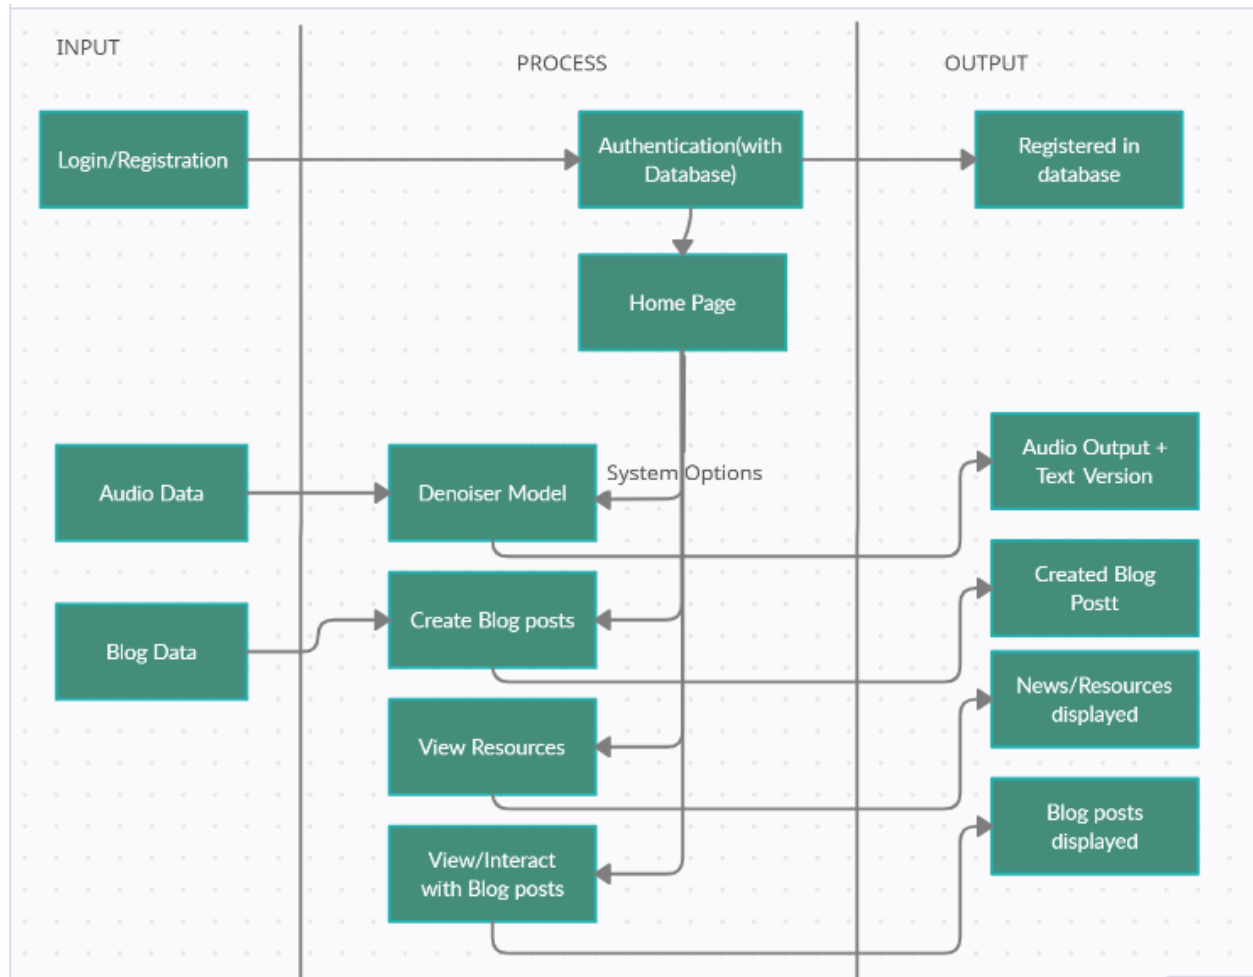 INPUT
PROCESS
OUTPUT
Login/Registration
Authentication(with
Database)
Registered in
database
Home Page
System Options
Audio Data
Denoiser Model
Audio Output +
Text Version
Blog Data
Create Blog posts
Created Blog
Postt
View Resources
News/Resources
displayed
View/Interact
with Blog posts
Blog posts
displayed